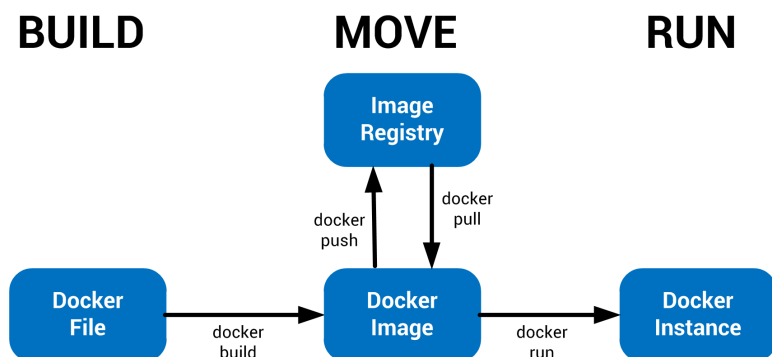 BUILD
MOVE
RUN
Image
Registry
docker
push
docker
pull
Docker
File
docker
build
Docker
Image
docker
run
Docker
Instance